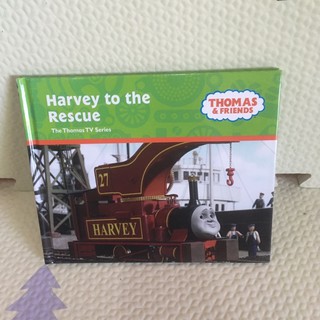 Harvey to the
Rescue
The Thomas TV Series
THOMAS
& FRIENDS
27
HARVEY